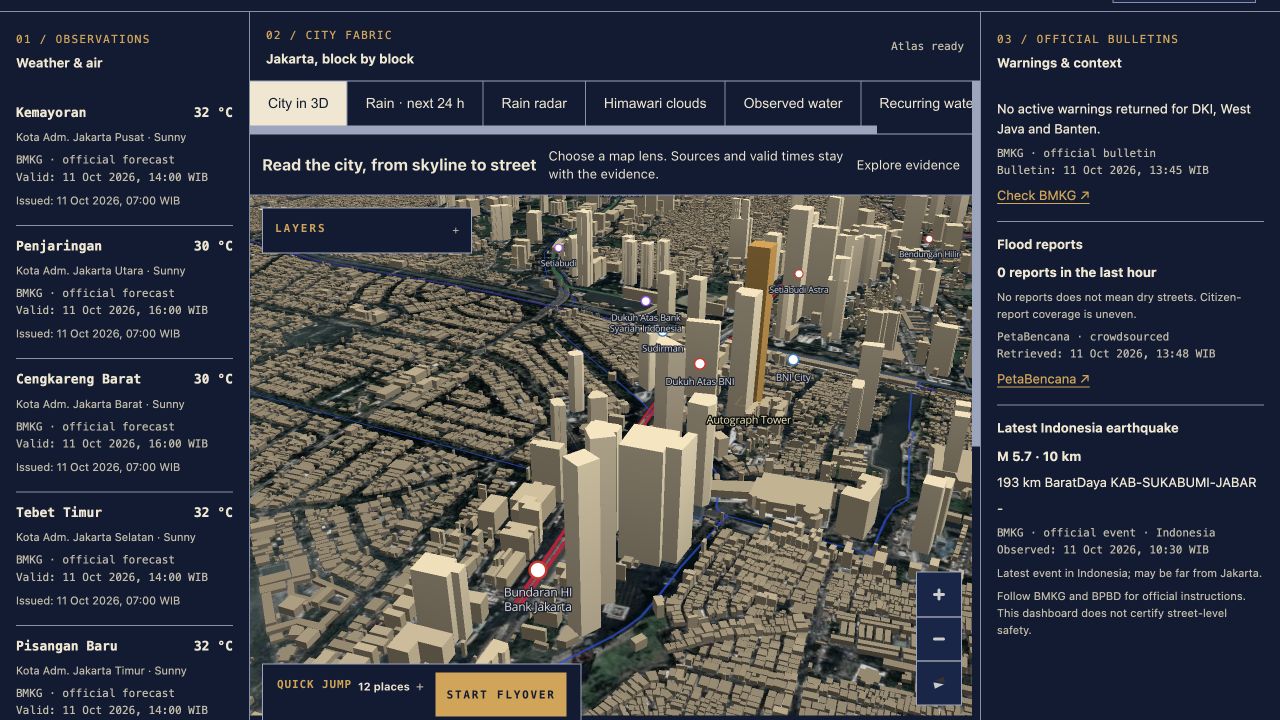 01 / OBSERVATIONS
Weather & air
Kemayoran 32 °C
Kota Adm. Jakarta Pusat · Sunny
BMKG · official forecast
Valid: 11 Oct 2026, 14:00 WIB
Issued: 11 Oct 2026, 07:00 WIB
Penjaringan 30 °C
Kota Adm. Jakarta Utara · Sunny
BMKG · official forecast
Valid: 11 Oct 2026, 16:00 WIB
Issued: 11 Oct 2026, 07:00 WIB
Cengkareng Barat 30 °C
Kota Adm. Jakarta Barat · Sunny
BMKG · official forecast
Valid: 11 Oct 2026, 16:00 WIB
Issued: 11 Oct 2026, 07:00 WIB
Tebet Timur 32 °C
Kota Adm. Jakarta Selatan · Sunny
BMKG · official forecast
Valid: 11 Oct 2026, 14:00 WIB
Issued: 11 Oct 2026, 07:00 WIB
Pisangan Baru 32 °C
Kota Adm. Jakarta Timur · Sunny
BMKG · official forecast
Valid: 11 Oct 2026, 14:00 WIB
02 / CITY FABRIC
Jakarta, block by block
Atlas ready
City in 3D
Rain · next 24 h
Rain radar
Himawari clouds
Observed water
Recurring wate
Read the city, from skyline to street
Choose a map lens. Sources and valid times stay
with the evidence.
Explore evidence
LAYERS +
Setiabudi
Bendungan Hilir
Setiabudi Astra
Dukuh Atas Bank
Syariah Indonesia
Sudirman
Dukuh Atas BNI
BNI City
Autograph Tower
Bundaran HI
Bank Jakarta
+
−
QUICK JUMP 12 places +
START FLYOVER
03 / OFFICIAL BULLETINS
Warnings & context
No active warnings returned for DKI, West
Java and Banten.
BMKG · official bulletin
Bulletin: 11 Oct 2026, 13:45 WIB
Check BMKG ↗
Flood reports
0 reports in the last hour
No reports does not mean dry streets. Citizen-
report coverage is uneven.
PetaBencana · crowdsourced
Retrieved: 11 Oct 2026, 13:48 WIB
PetaBencana ↗
Latest Indonesia earthquake
M 5.7 · 10 km
193 km BaratDaya KAB-SUKABUMI-JABAR
-
BMKG · official event · Indonesia
Observed: 11 Oct 2026, 10:30 WIB
Latest event in Indonesia; may be far from Jakarta.
Follow BMKG and BPBD for official instructions.
This dashboard does not certify street-level
safety.